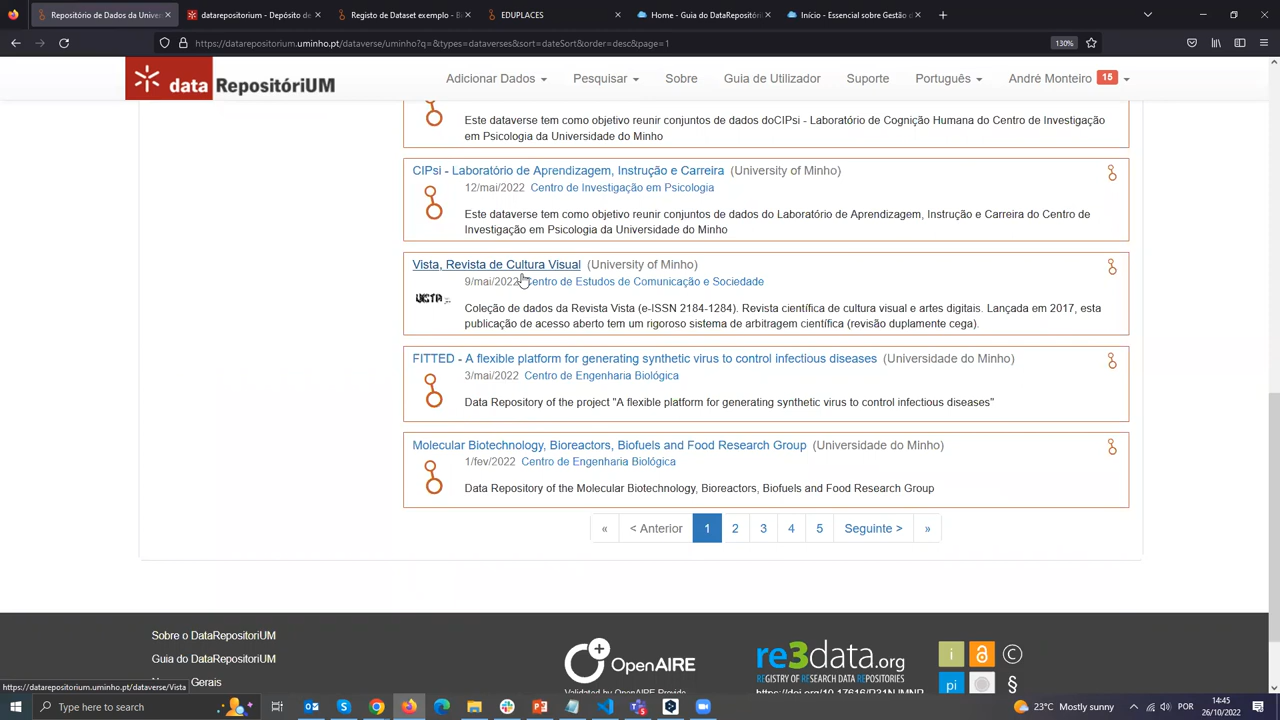 Repositório de Dados da Univer
datarepositorium - Depósito de
Registo de Dataset exemplo - Ba
EDUPLACES
Home - Guia do DataRepositóri
Início - Essencial sobre Gestão d
https://datarepositorium.uminho.pt/dataverse/uminho?q=&types=dataverses&sort=dateSort&order=desc&page=1
130%
data RepositóriUM
Adicionar Dados
Pesquisar
Sobre
Guia de Utilizador
Suporte
Português
André Monteiro 15
Este dataverse tem como objetivo reunir conjuntos de dados doCIPsi - Laboratório de Cognição Humana do Centro de Investigação
em Psicologia da Universidade do Minho
CIPsi - Laboratório de Aprendizagem, Instrução e Carreira (University of Minho)
12/mai/2022 Centro de Investigação em Psicologia
Este dataverse tem como objetivo reunir conjuntos de dados do Laboratório de Aprendizagem, Instrução e Carreira do Centro de
Investigação em Psicologia da Universidade do Minho
Vista, Revista de Cultura Visual (University of Minho)
9/mai/2022 Centro de Estudos de Comunicação e Sociedade
Coleção de dados da Revista Vista (e-ISSN 2184-1284). Revista científica de cultura visual e artes digitais. Lançada em 2017, esta
publicação de acesso aberto tem um rigoroso sistema de arbitragem científica (revisão duplamente cega).
FITTED - A flexible platform for generating synthetic virus to control infectious diseases (Universidade do Minho)
3/mai/2022 Centro de Engenharia Biológica
Data Repository of the project "A flexible platform for generating synthetic virus to control infectious diseases"
Molecular Biotechnology, Bioreactors, Biofuels and Food Research Group (Universidade do Minho)
1/fev/2022 Centro de Engenharia Biológica
Data Repository of the Molecular Biotechnology, Bioreactors, Biofuels and Food Research Group
« < Anterior 1 2 3 4 5 Seguinte > »
Sobre o DataRepositoriUM
Guia do DataRepositoriUM
Gerais
OpenAIRE
re3data.org
REGISTRY OF RESEARCH DATA REPOSITORIES
https://datarepositorium.uminho.pt/dataverse/Vista
Type here to search
23°C Mostly sunny
POR
14:45
26/10/2022